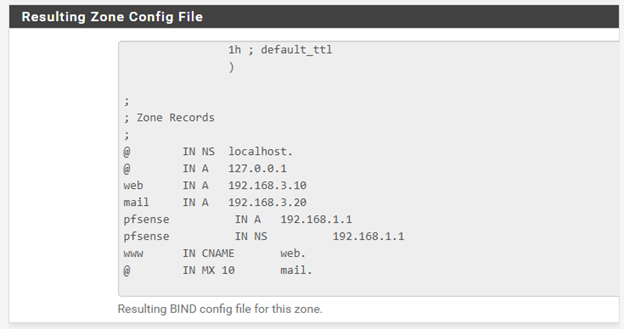 Resulting Zone Config File
1h ; default_ttl
)
;
; Zone Records
;
@ IN NS localhost.
@ IN A 127.0.0.1
web IN A 192.168.3.10
mail IN A 192.168.3.20
pfsense IN A 192.168.1.1
pfsense IN NS 192.168.1.1
www IN CNAME web.
@ IN MX 10 mail.
Resulting BIND config file for this zone.